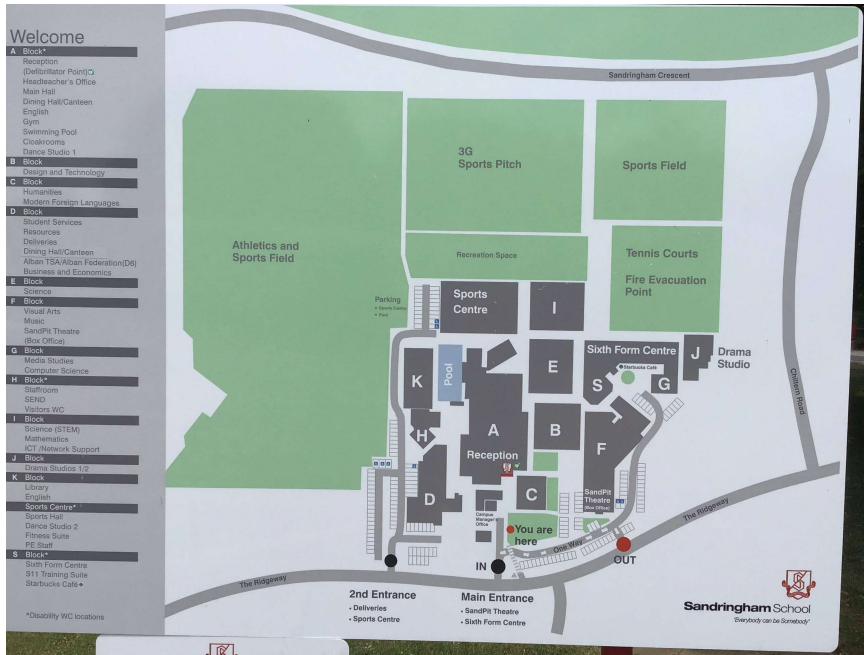 Welcome
A Block*
Reception
(Defibrillator Point)
Headteacher's Office
Main Hall
Dining Hall/Canteen
English
Gym
Swimming Pool
Cloakrooms
Dance Studio 1
B Block
Design and Technology
C Block
Humanities
Modern Foreign Languages
D Block
Student Services
Resources
Deliveries
Dining Hall/Canteen
Alban TSA/Alban Federation(D6)
Business and Economics
E Block
Science
F Block
Visual Arts
Music
SandPit Theatre
(Box Office)
G Block
Media Studies
Computer Science
H Block*
Staffroom
SEND
Visitors WC
I Block
Science (STEM)
Mathematics
ICT /Network Support
J Block
Drama Studios 1/2
K Block
Library
English
Sports Centre*
Sports Hall
Dance Studio 2
Fitness Suite
PE Staff
S Block*
Sixth Form Centre
S11 Training Suite
Starbucks Café
*Disability WC locations
Sandringham Crescent
3G
Sports Pitch
Sports Field
Athletics and
Sports Field
Recreation Space
Tennis Courts
Fire Evacuation
Point
Parking
• Sports Centre
• Pool
Sports
Centre
I
Sixth Form Centre
Starbucks Café
J
Drama
Studio
K
Pool
E
S
G
Chiltern Road
H
A
Reception
B
F
D
C
SandPit
Theatre
(Box Office)
Campus
Manager's
Office
You are
here
One Way
The Ridgeway
IN
OUT
The Ridgeway
2nd Entrance
• Deliveries
• Sports Centre
Main Entrance
• SandPit Theatre
• Sixth Form Centre
Sandringham School
'Everybody can be Somebody'